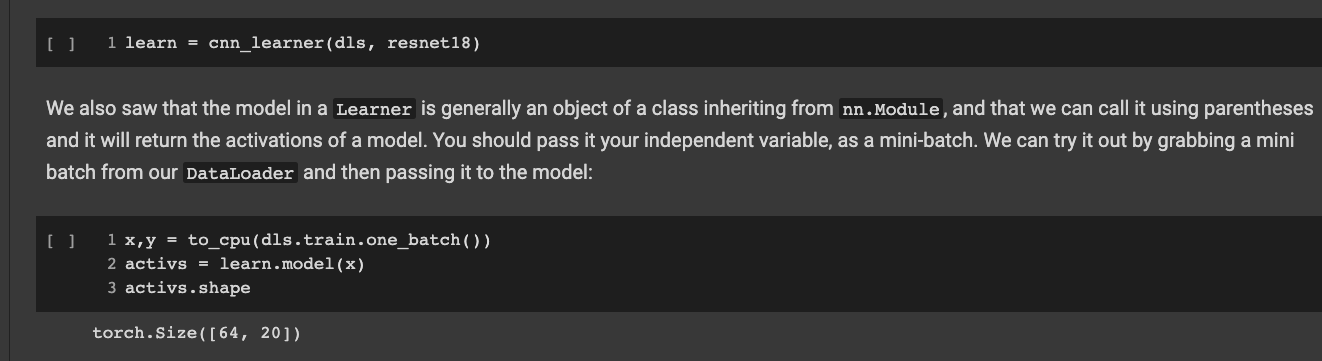 [ ] 1 learn = cnn_learner(dls, resnet18)
We also saw that the model in a Learner is generally an object of a class inheriting from nn.Module, and that we can call it using parentheses
and it will return the activations of a model. You should pass it your independent variable, as a mini-batch. We can try it out by grabbing a mini
batch from our DataLoader and then passing it to the model:
[ ] 1 x,y = to_cpu(dls.train.one_batch())
2 activs = learn.model(x)
3 activs.shape
torch.Size([64, 20])